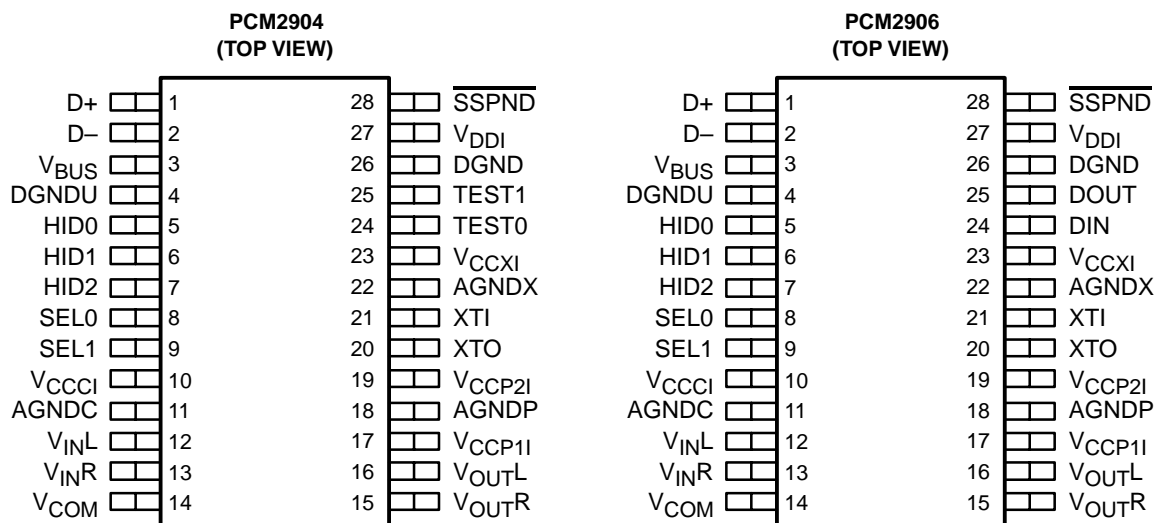 PCM2904
(TOP VIEW)
D+ 1 28 SSPND
D– 2 27 VDDI
VBUS 3 26 DGND
DGNDU 4 25 TEST1
HID0 5 24 TEST0
HID1 6 23 VCCXI
HID2 7 22 AGNDX
SEL0 8 21 XTI
SEL1 9 20 XTO
VCCCI 10 19 VCCP2I
AGNDC 11 18 AGNDP
VINL 12 17 VCCP1I
VINR 13 16 VOUTL
VCOM 14 15 VOUTR
PCM2906
(TOP VIEW)
D+ 1 28 SSPND
D– 2 27 VDDI
VBUS 3 26 DGND
DGNDU 4 25 DOUT
HID0 5 24 DIN
HID1 6 23 VCCXI
HID2 7 22 AGNDX
SEL0 8 21 XTI
SEL1 9 20 XTO
VCCCI 10 19 VCCP2I
AGNDC 11 18 AGNDP
VINL 12 17 VCCP1I
VINR 13 16 VOUTL
VCOM 14 15 VOUTR